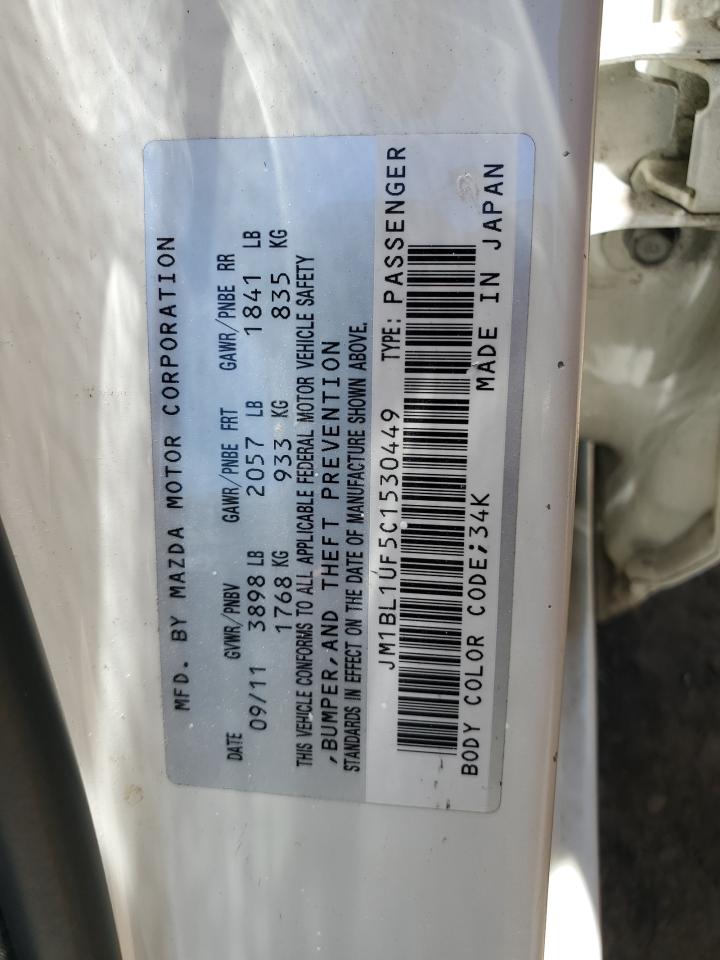 MFD. BY MAZDA MOTOR CORPORATION
DATE GVWR/PNBV GAWR/PNBE FRT GAWR/PNBE RR
09/11 3898 LB 2057 LB 1841 LB
1768 KG 933 KG 835 KG
THIS VEHICLE CONFORMS TO ALL APPLICABLE FEDERAL MOTOR VEHICLE SAFETY
,BUMPER,AND THEFT PREVENTION
STANDARDS IN EFFECT ON THE DATE OF MANUFACTURE SHOWN ABOVE.
JM1BL1UF5C1530449 TYPE: PASSENGER
BODY COLOR CODE;34K MADE IN JAPAN